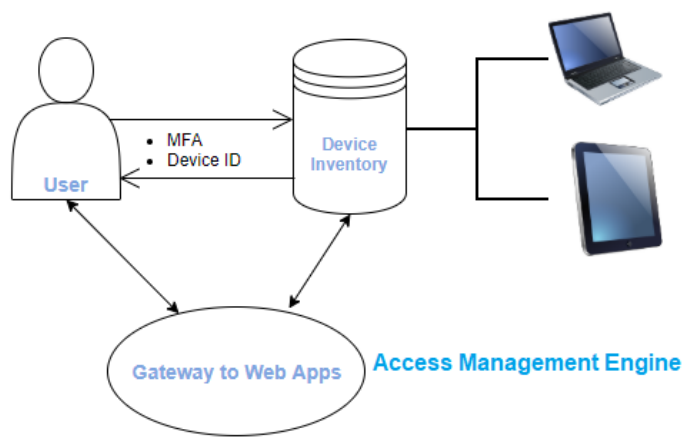 MFA
Device ID
Device
Inventory
User
Gateway to Web Apps
Access Management Engine